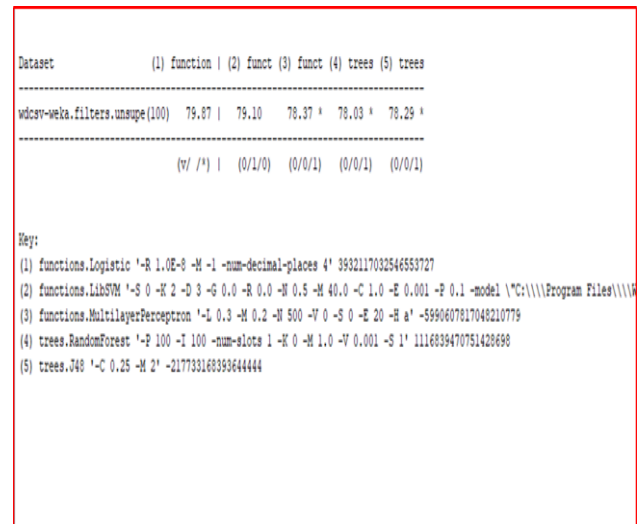 Dataset (1) function | (2) funct (3) funct (4) trees (5) trees
--------------------------------------------------------------------------------
wdcsv-weka.filters.unsupe(100) 79.87 | 79.10 78.37 * 78.03 * 78.29 *
--------------------------------------------------------------------------------
(v/ /*) | (0/1/0) (0/0/1) (0/0/1) (0/0/1)
Key:
(1) functions.Logistic '-R 1.0E-8 -M -1 -num-decimal-places 4' 3932117032546553727
(2) functions.LibSVM '-S 0 -K 2 -D 3 -G 0.0 -R 0.0 -N 0.5 -M 40.0 -C 1.0 -E 0.001 -P 0.1 -model \"C:\\\\Program Files\\\\W
(3) functions.MultilayerPerceptron '-L 0.3 -M 0.2 -N 500 -V 0 -S 0 -E 20 -H a' -5990607817048210779
(4) trees.RandomForest '-P 100 -I 100 -num-slots 1 -K 0 -M 1.0 -V 0.001 -S 1' 1116839470751428698
(5) trees.J48 '-C 0.25 -M 2' -217733168393644444